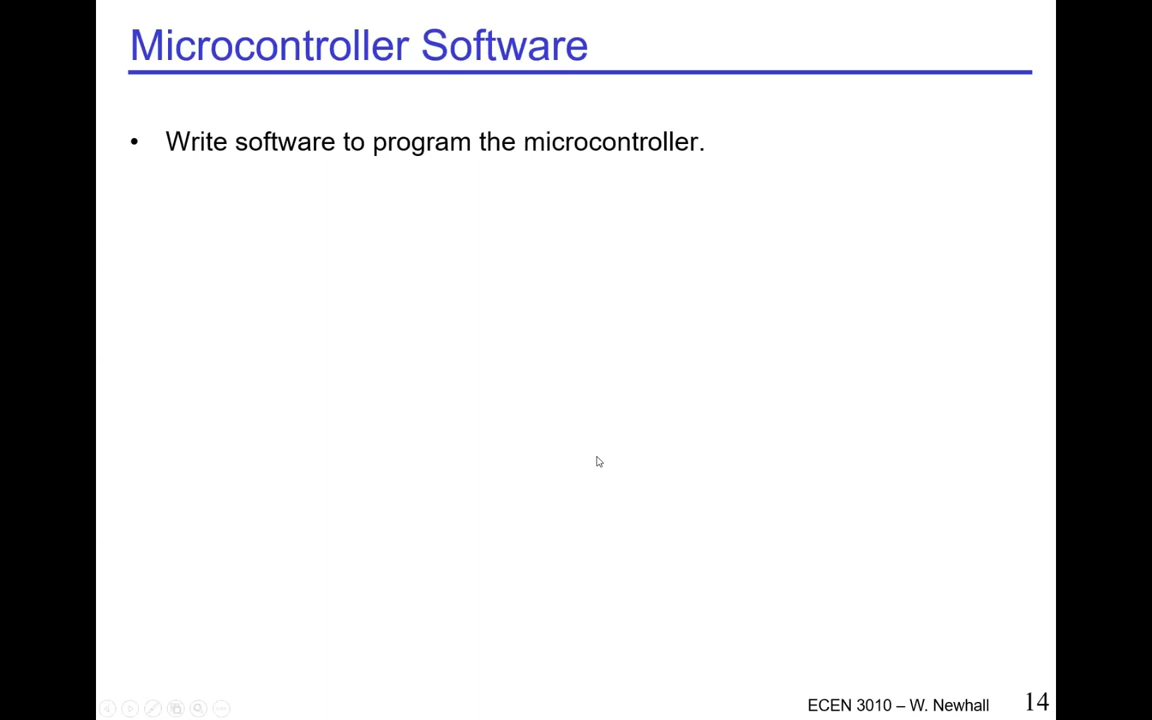 Microcontroller Software
• Write software to program the microcontroller.
ECEN 3010 – W. Newhall 14